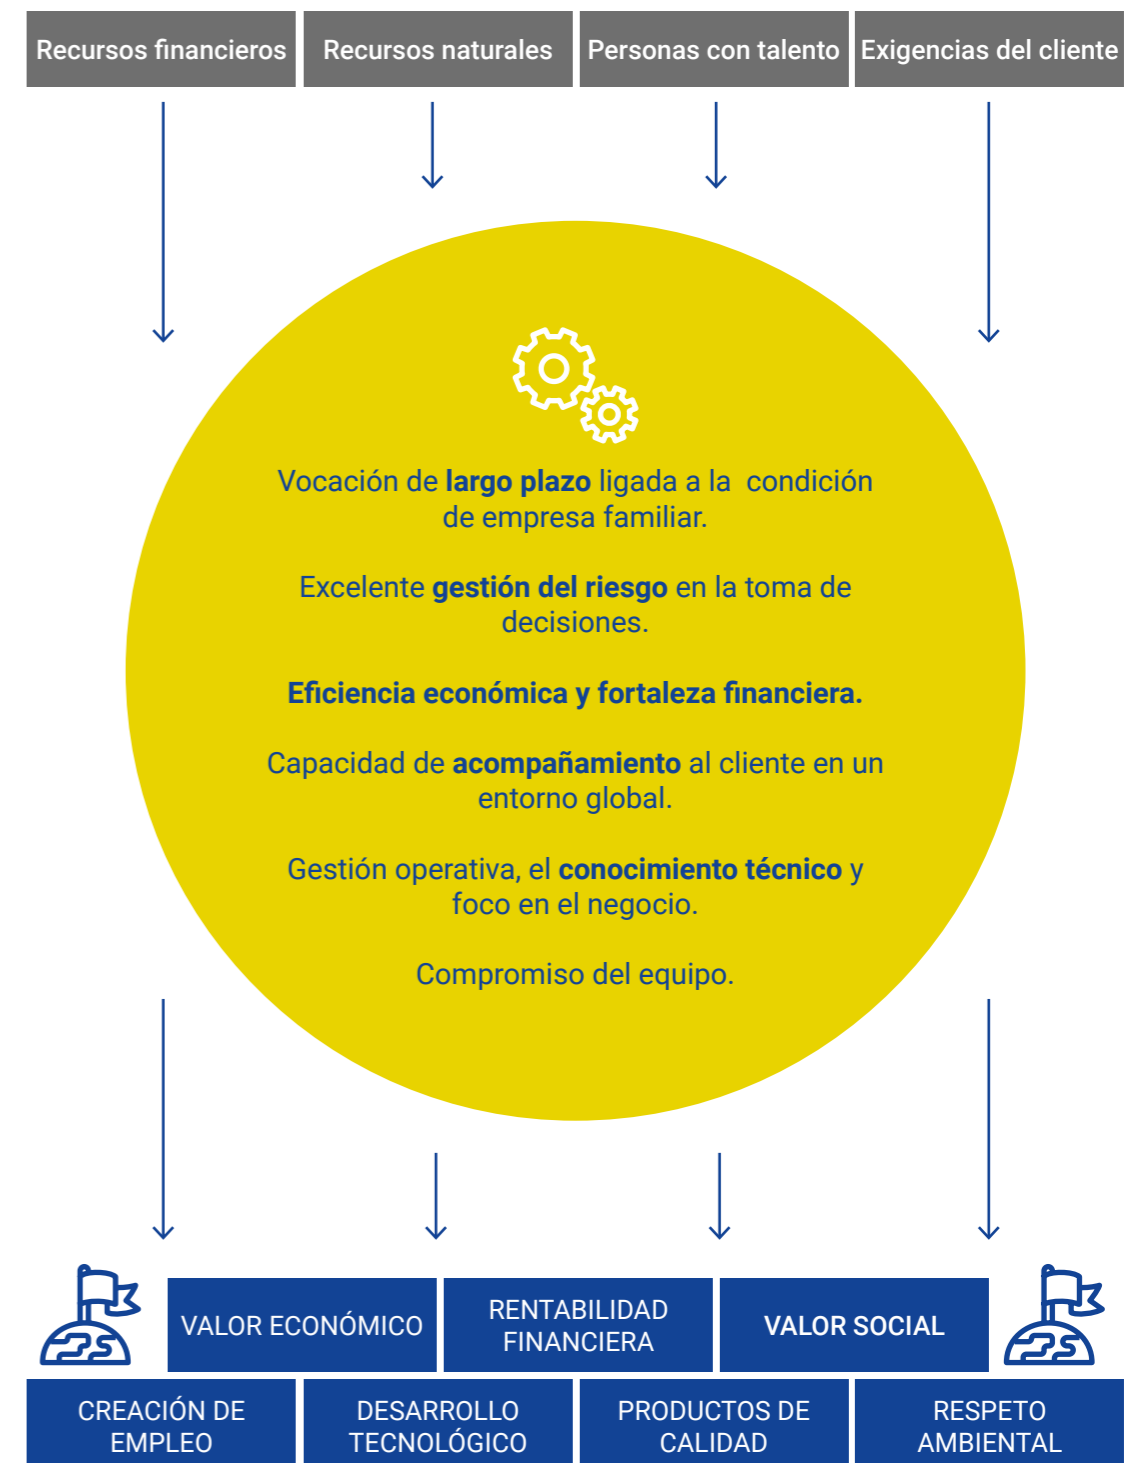 Recursos financieros
Recursos naturales
Personas con talento
Exigencias del cliente
Vocación de largo plazo ligada a la condición
de empresa familiar.
Excelente gestión del riesgo en la toma de
decisiones.
Eficiencia económica y fortaleza financiera.
Capacidad de acompañamiento al cliente en un
entorno global.
Gestión operativa, el conocimiento técnico y
foco en el negocio.
Compromiso del equipo.
VALOR ECONÓMICO
RENTABILIDAD
FINANCIERA
VALOR SOCIAL
CREACIÓN DE
EMPLEO
DESARROLLO
TECNOLÓGICO
PRODUCTOS DE
CALIDAD
RESPETO
AMBIENTAL